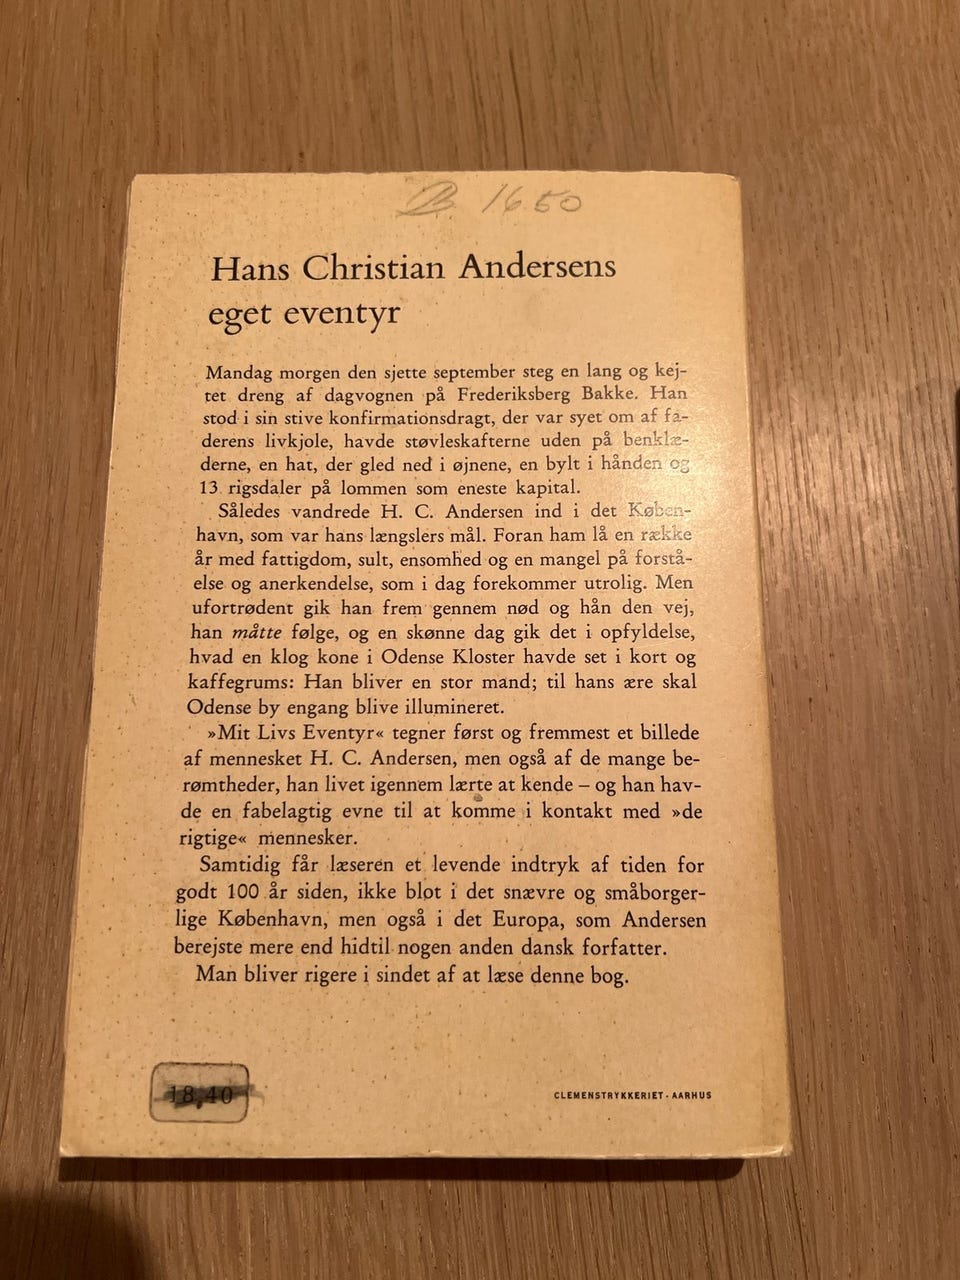 B 16.50
Hans Christian Andersens
eget eventyr
Mandag morgen den sjette september steg en lang og kej-
tet dreng af dagvognen på Frederiksberg Bakke. Han
stod i sin stive konfirmationsdragt, der var syet om af fa-
derens livkjole, havde støvleskafterne uden på benklæ-
derne, en hat, der gled ned i øjnene, en bylt i hånden og
13 rigsdaler på lommen som eneste kapital.
Således vandrede H. C. Andersen ind i det Køben-
havn, som var hans længslers mål. Foran ham lå en række
år med fattigdom, sult, ensomhed og en mangel på forstå-
else og anerkendelse, som i dag forekommer utrolig. Men
ufortrødent gik han frem gennem nød og hån den vej,
han måtte følge, og en skønne dag gik det i opfyldelse,
hvad en klog kone i Odense Kloster havde set i kort og
kaffegrums: Han bliver en stor mand; til hans ære skal
Odense by engang blive illumineret.
»Mit Livs Eventyr« tegner først og fremmest et billede
af mennesket H. C. Andersen, men også af de mange be-
rømtheder, han livet igennem lærte at kende – og han hav-
de en fabelagtig evne til at komme i kontakt med »de
rigtige« mennesker.
Samtidig får læseren et levende indtryk af tiden for
godt 100 år siden, ikke blot i det snævre og småborger-
lige København, men også i det Europa, som Andersen
berejste mere end hidtil nogen anden dansk forfatter.
Man bliver rigere i sindet af at læse denne bog.
18,40
CLEMENSTRYKKERIET · AARHUS